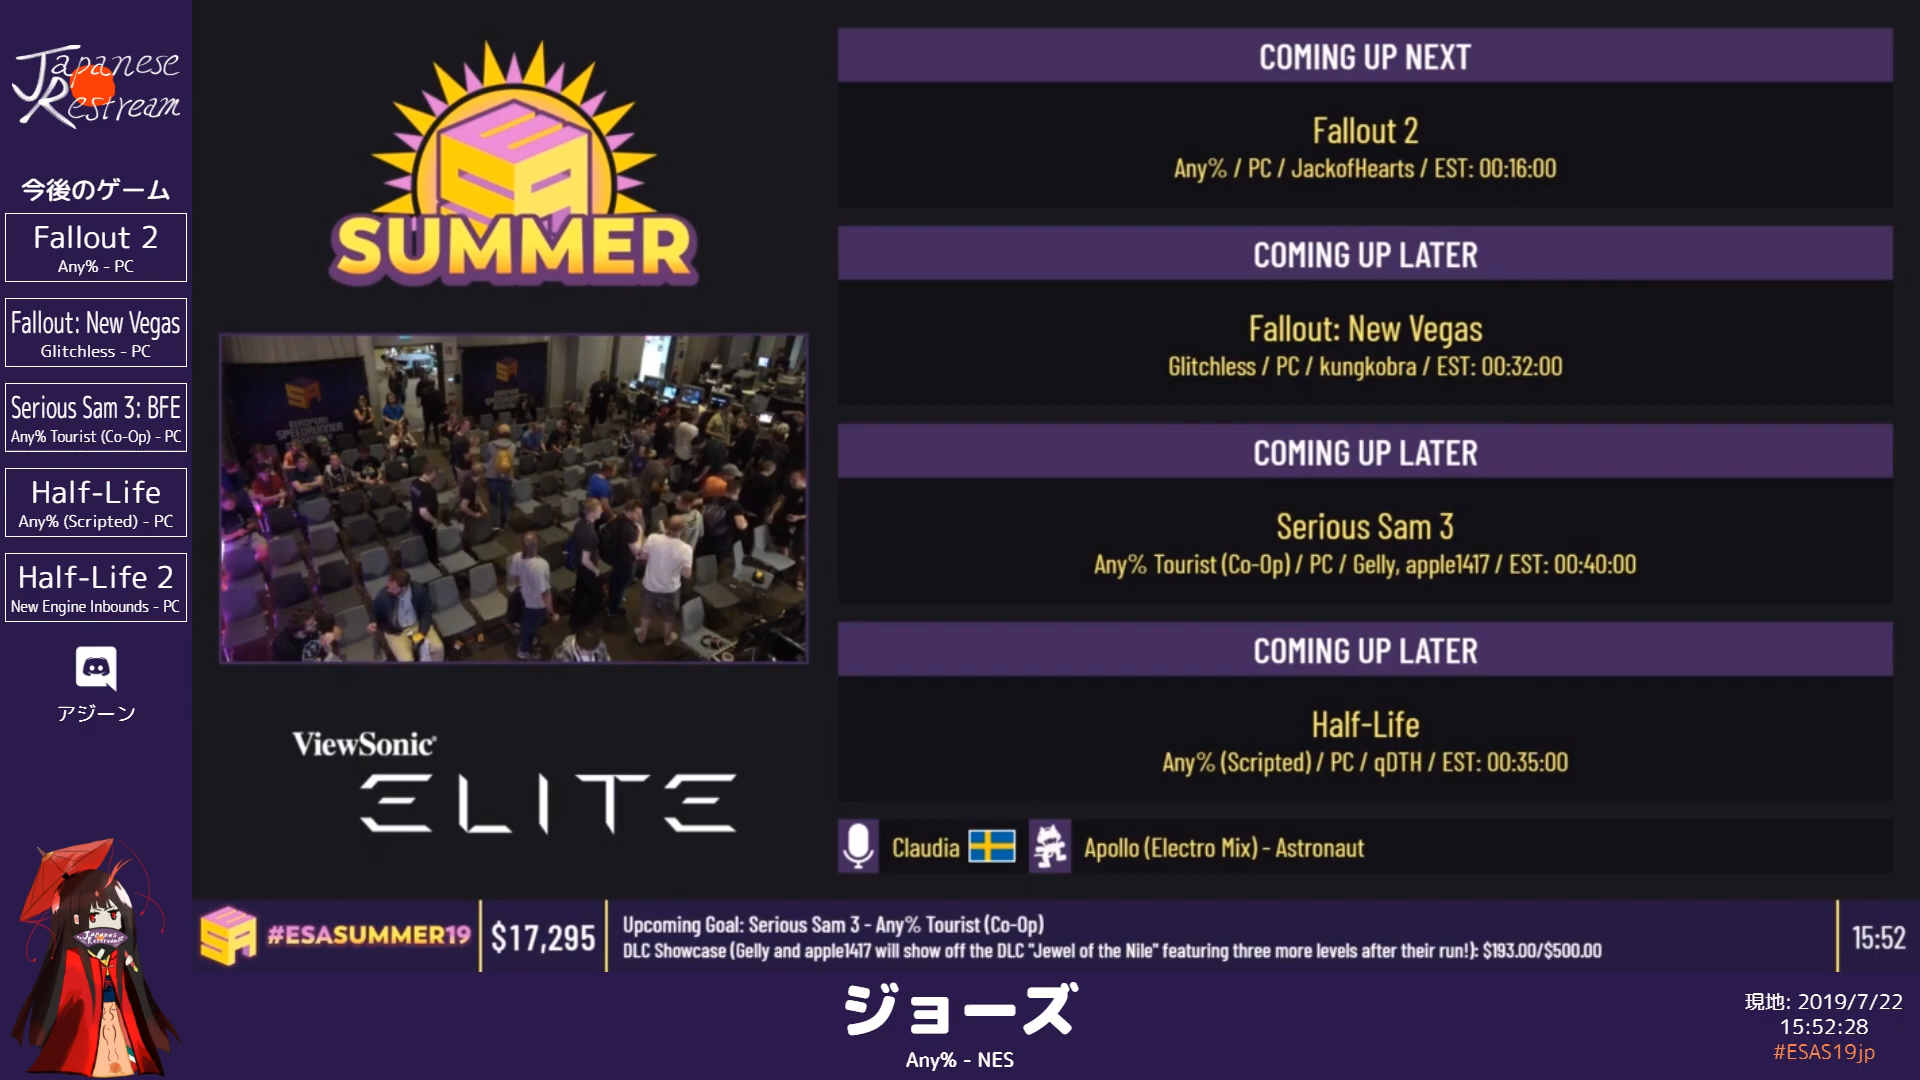 Japanese
Restream
今後のゲーム
Fallout 2
Any% - PC
Fallout: New Vegas
Glitchless - PC
Serious Sam 3: BFE
Any% Tourist (Co-Op) - PC
Half-Life
Any% (Scripted) - PC
Half-Life 2
New Engine Inbounds - PC
アジーン
ESA
SUMMER
EUROPEAN
SPEEDRUNNER
ViewSonic
ELITE
COMING UP NEXT
Fallout 2
Any% / PC / JackofHearts / EST: 00:16:00
COMING UP LATER
Fallout: New Vegas
Glitchless / PC / kungkobra / EST: 00:32:00
COMING UP LATER
Serious Sam 3
Any% Tourist (Co-Op) / PC / Gelly, apple1417 / EST: 00:40:00
COMING UP LATER
Half-Life
Any% (Scripted) / PC / qDTH / EST: 00:35:00
Claudia
Apollo (Electro Mix) - Astronaut
#ESASUMMER19
$17,295
Upcoming Goal: Serious Sam 3 - Any% Tourist (Co-Op)
DLC Showcase (Gelly and apple1417 will show off the DLC "Jewel of the Nile" featuring three more levels after their run!): $193.00/$500.00
15:52
ジョーズ
Any% - NES
現地: 2019/7/22
15:52:28
#ESAS19jp